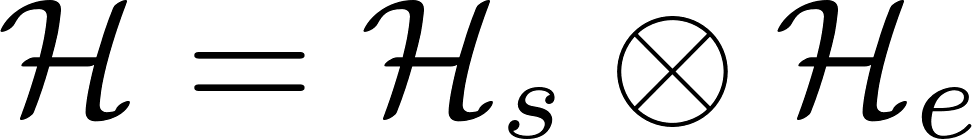 ℋ = ℋₛ ⊗ ℋₑ